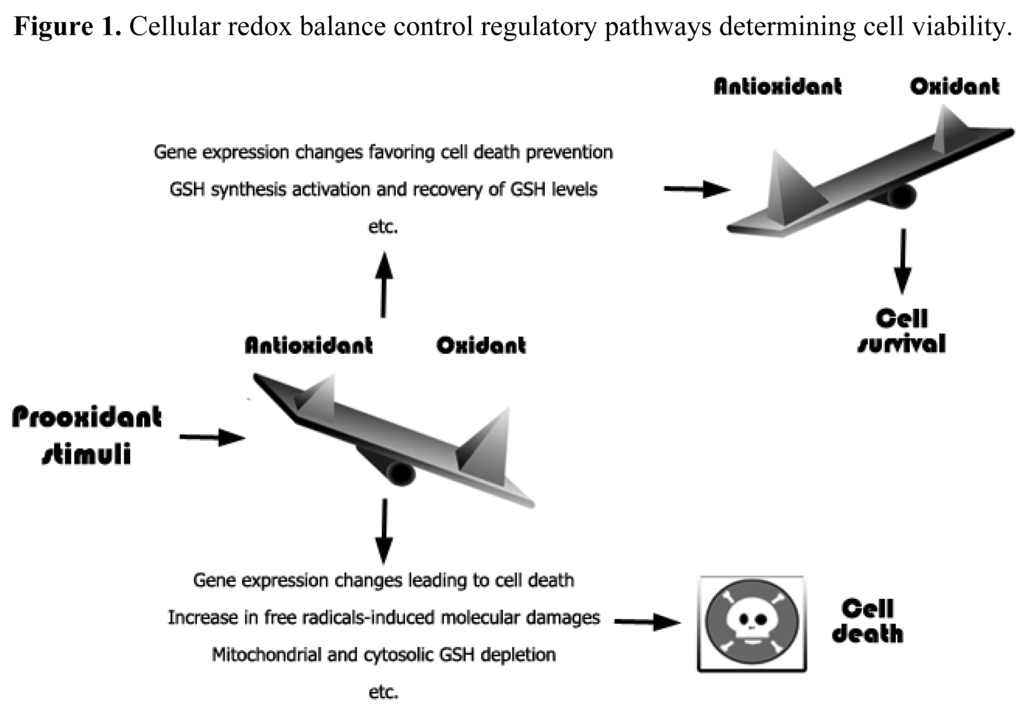 Figure 1. Cellular redox balance control regulatory pathways determining cell viability.
Antioxidant
Oxidant
Gene expression changes favoring cell death prevention
GSH synthesis activation and recovery of GSH levels
etc.
Cell
survival
Antioxidant
Oxidant
Prooxidant
stimuli
Gene expression changes leading to cell death
Increase in free radicals-induced molecular damages
Mitochondrial and cytosolic GSH depletion
etc.
Cell
death